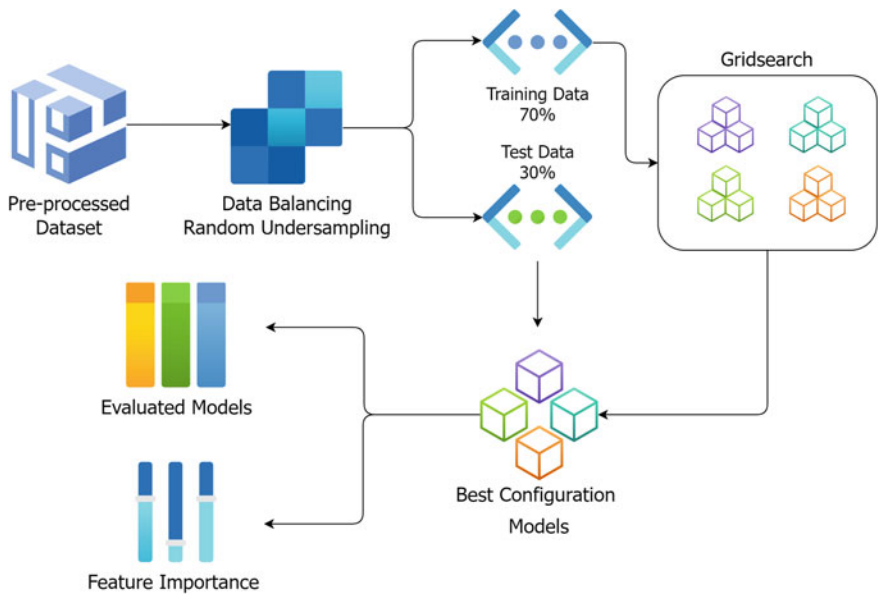 Pre-processed
Dataset
Data Balancing
Random Undersampling
Training Data
70%
Test Data
30%
Gridsearch
Best Configuration
Models
Evaluated Models
Feature Importance